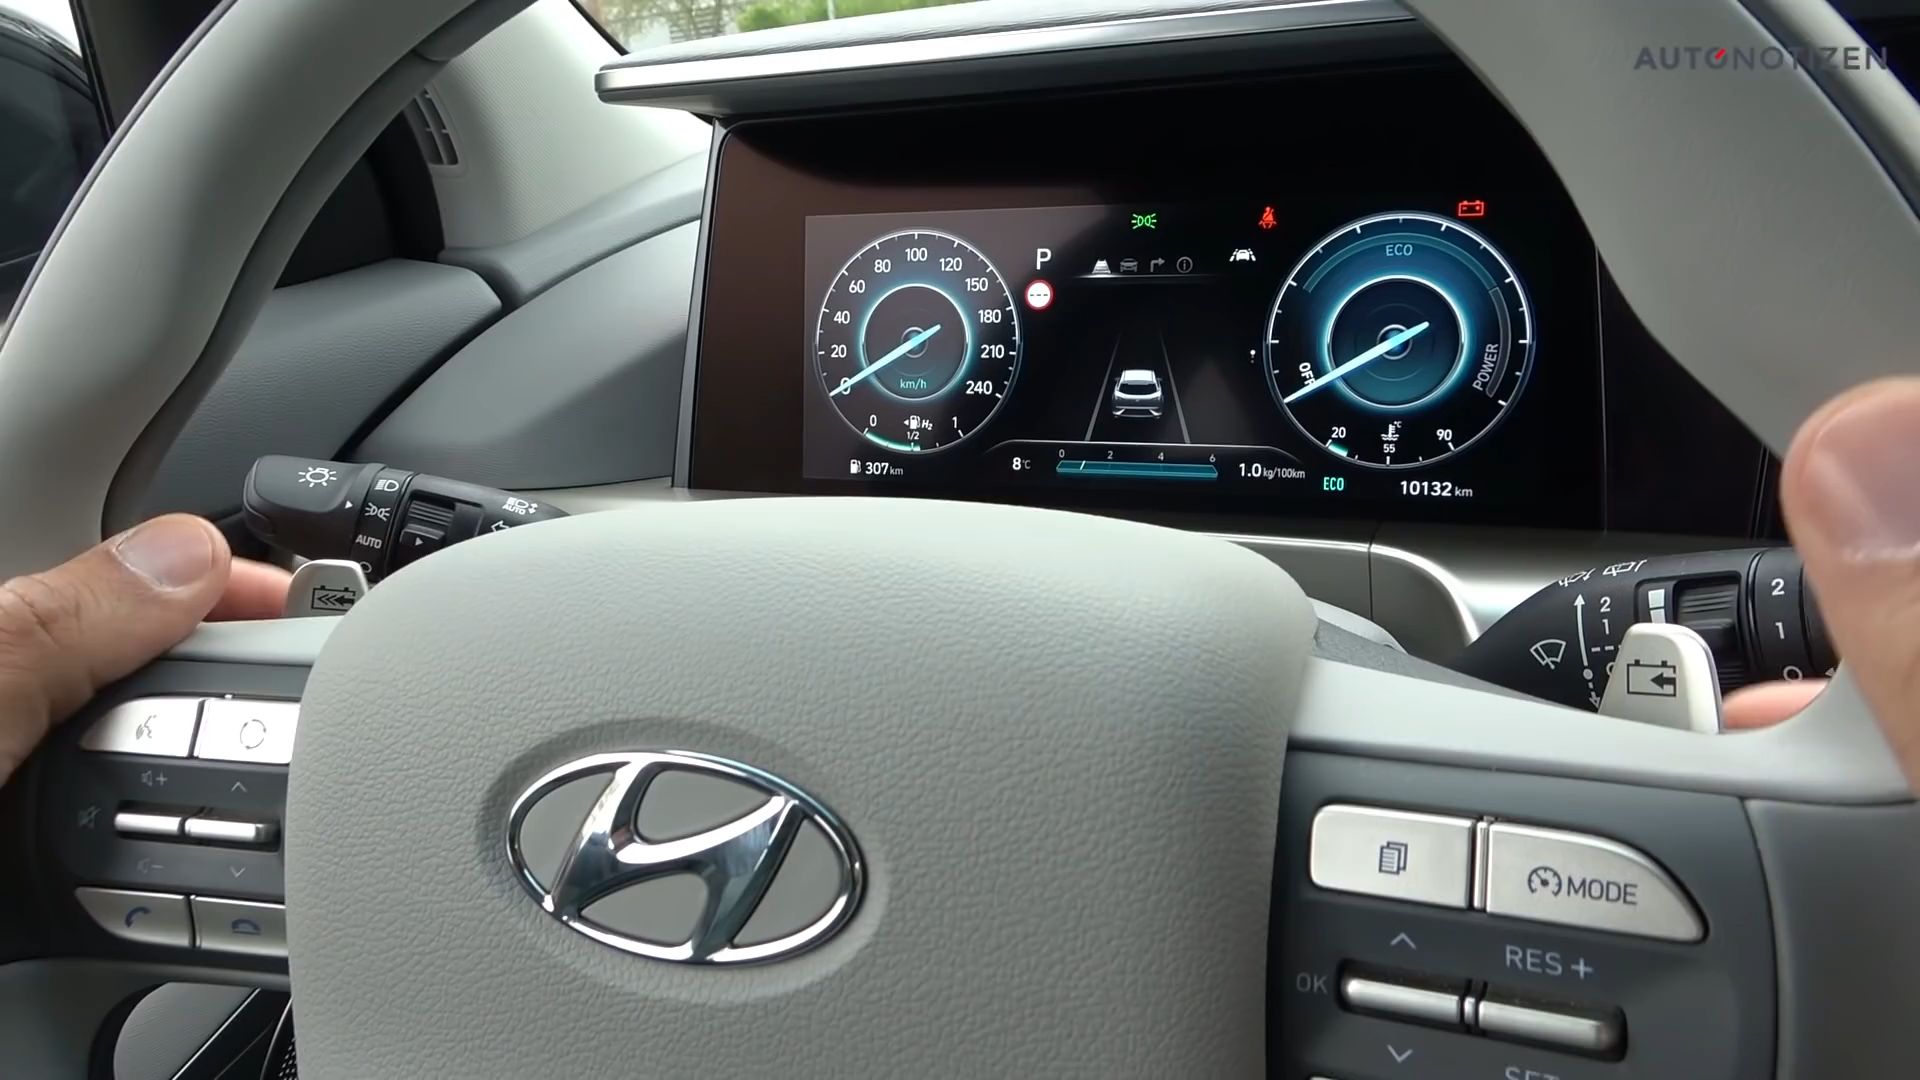 AUTONOTIZEN
P
ECO
POWER
OFF
0
20
40
60
80
100
120
150
180
210
240
km/h
0
H2
1/2
1
307 km
8°C
0 2 4 6
1.0 kg/100km
ECO
°C
20
55
90
10132 km
AUTO
AUTO
2
1
2
1
0
MODE
OK
RES +